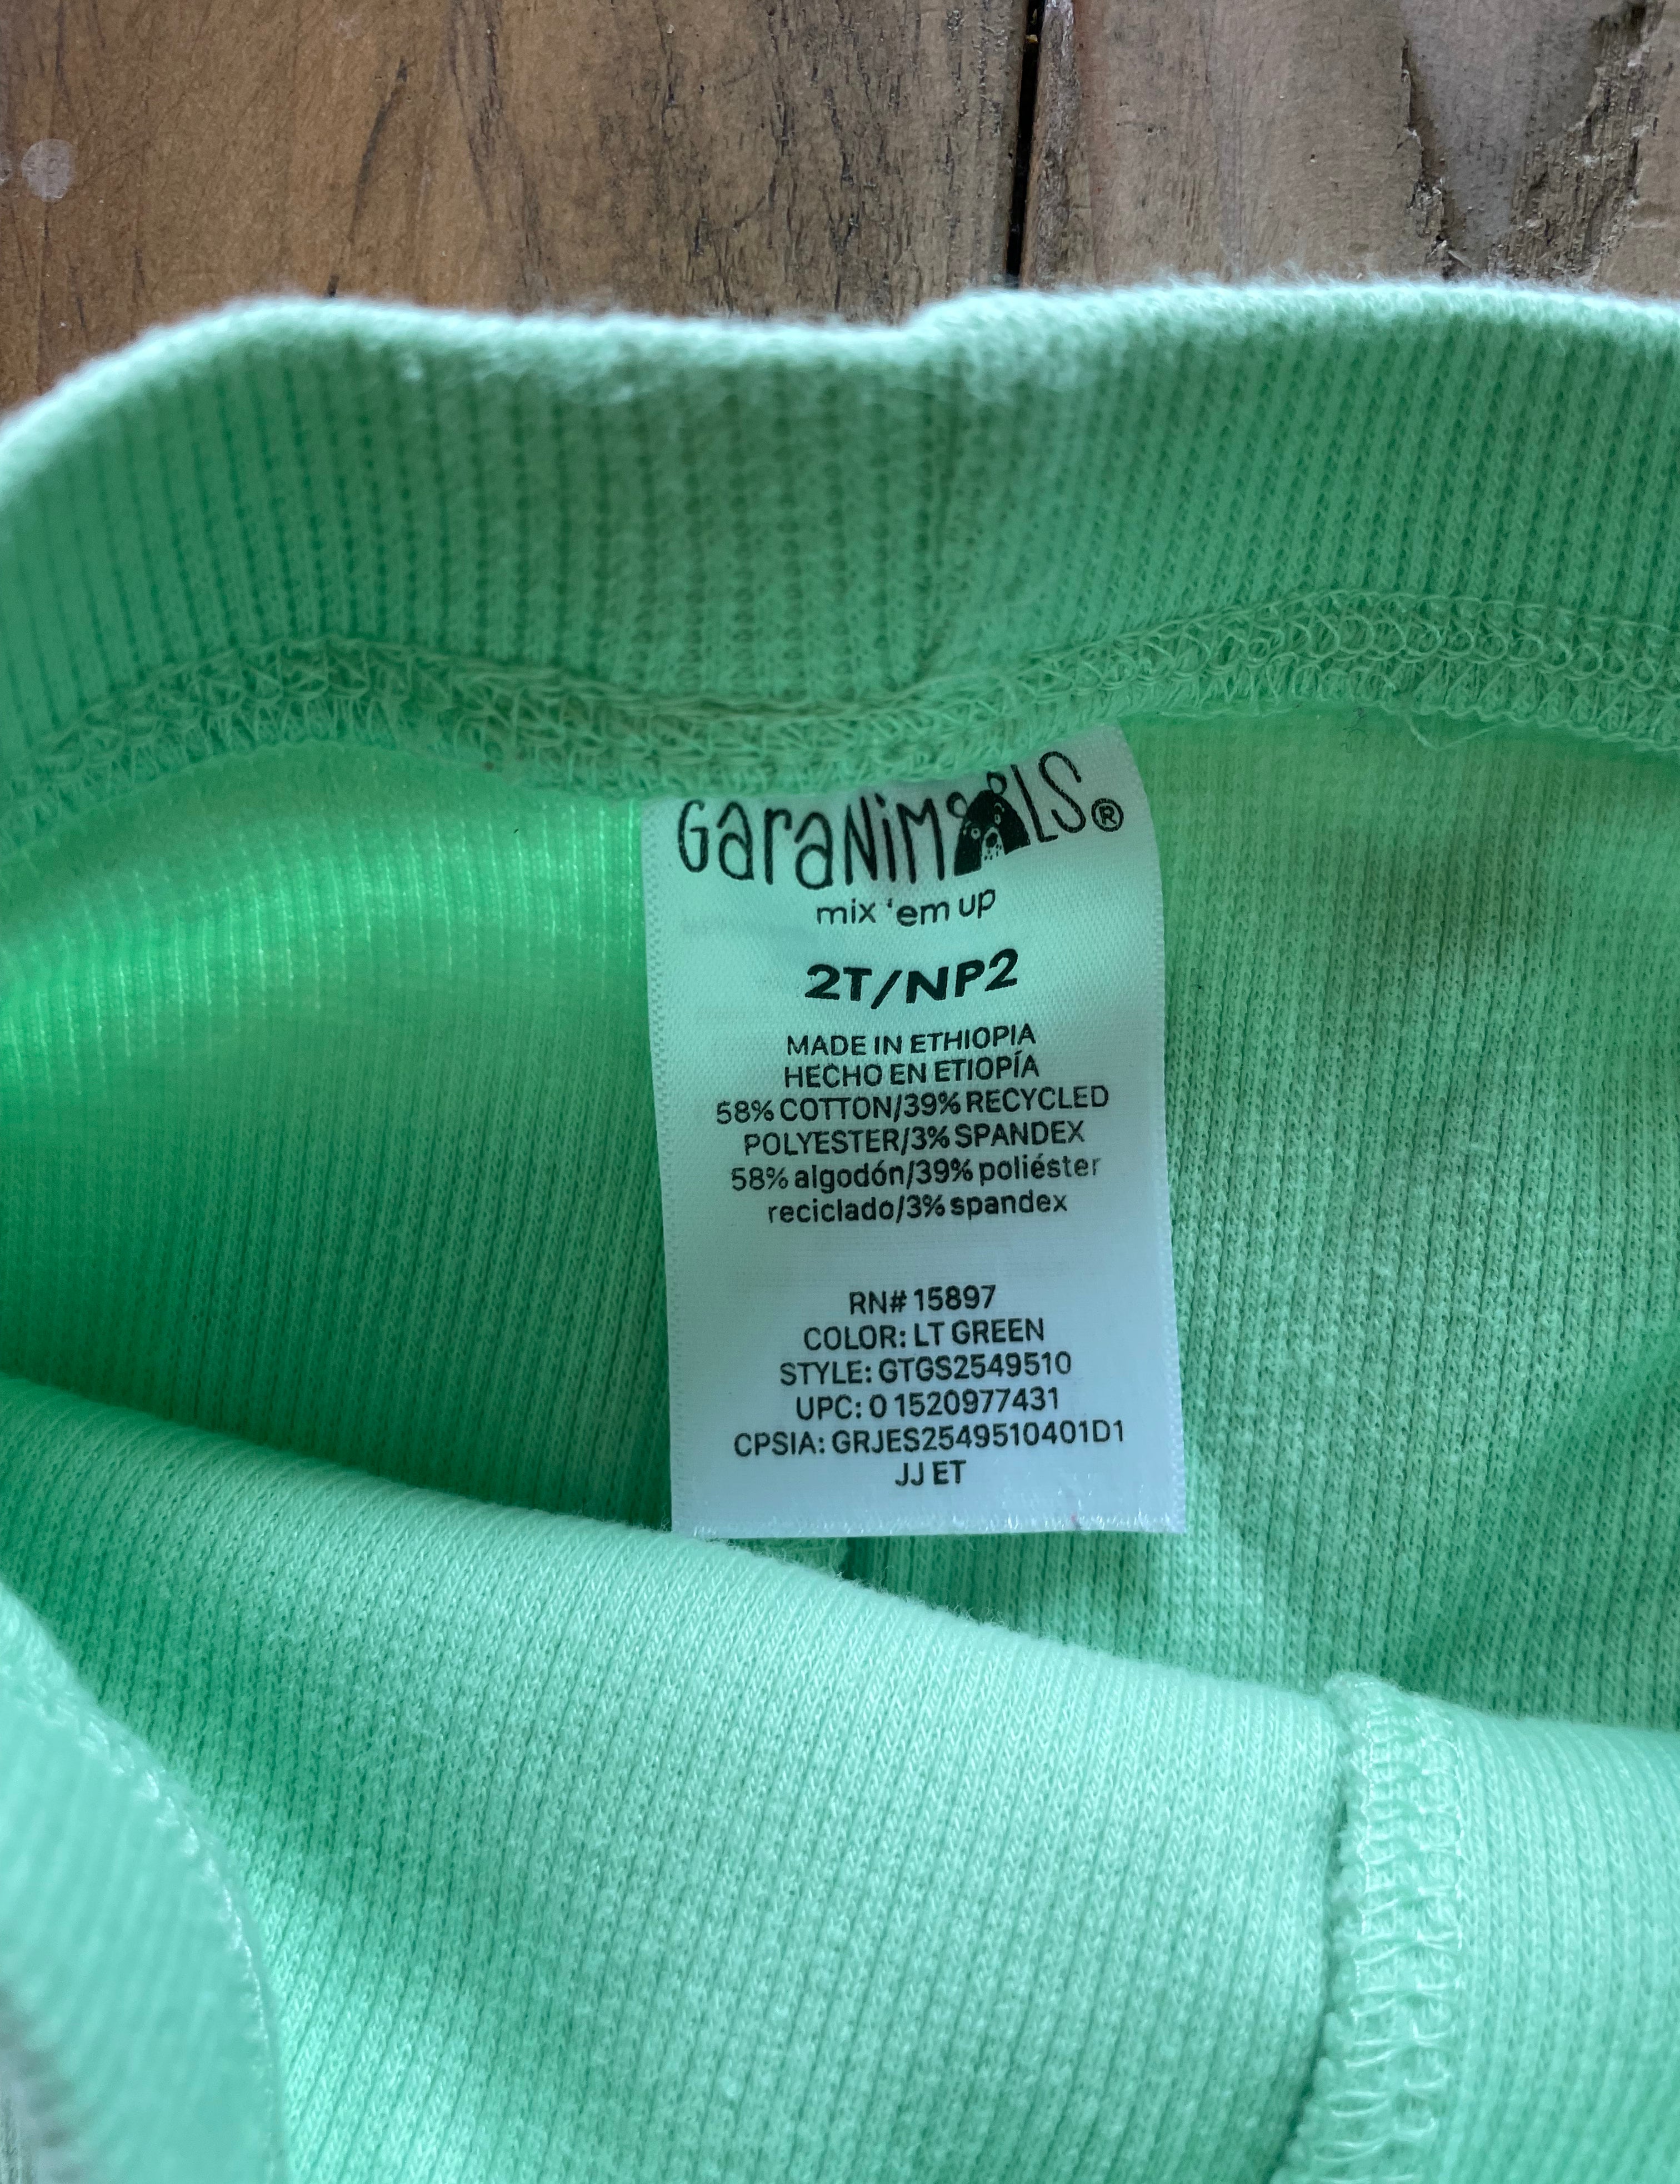 GaraNiMALS®
mix 'em up
2T/NP2
MADE IN ETHIOPIA
HECHO EN ETIOPÍA
58% COTTON/39% RECYCLED
POLYESTER/3% SPANDEX
58% algodón/39% poliéster
reciclado/3% spandex
RN# 15897
COLOR: LT GREEN
STYLE: GTGS2549510
UPC: 0 1520977431
CPSIA: GRJES2549510401D1
JJ ET